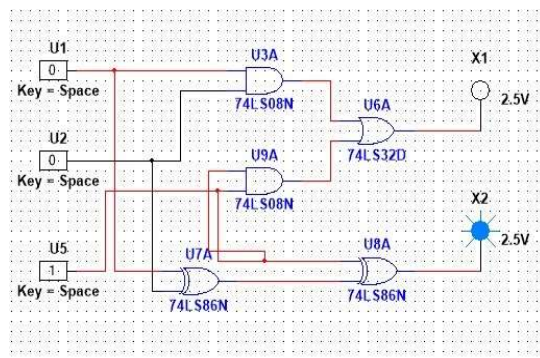 U1
0
Key = Space
U2
0
Key = Space
U5
1
Key = Space
U3A
74LS08N
U9A
74LS08N
U7A
74LS86N
U6A
74LS32D
U8A
74LS86N
X1
2.5V
X2
2.5V